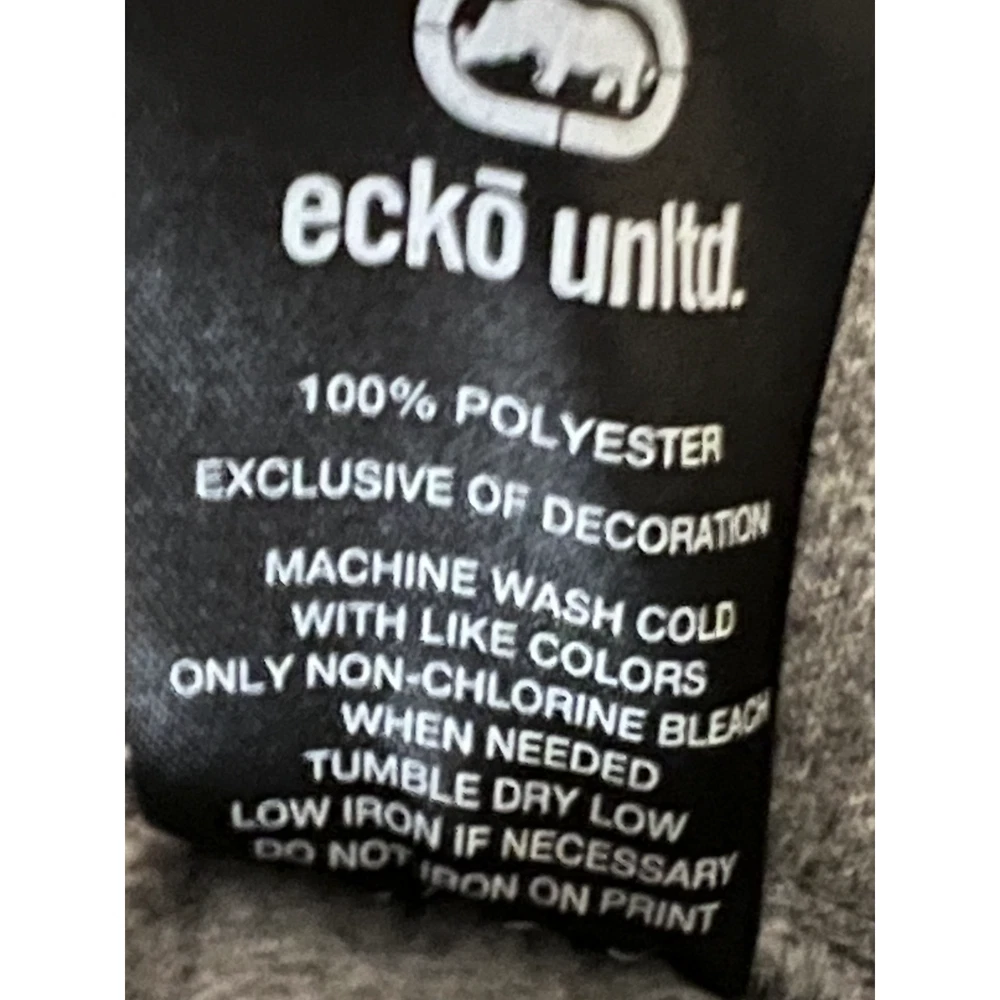 eckō unltd.
100% POLYESTER
EXCLUSIVE OF DECORATION
MACHINE WASH COLD
WITH LIKE COLORS
ONLY NON-CHLORINE BLEACH
WHEN NEEDED
TUMBLE DRY LOW
LOW IRON IF NECESSARY
DO NOT IRON ON PRINT